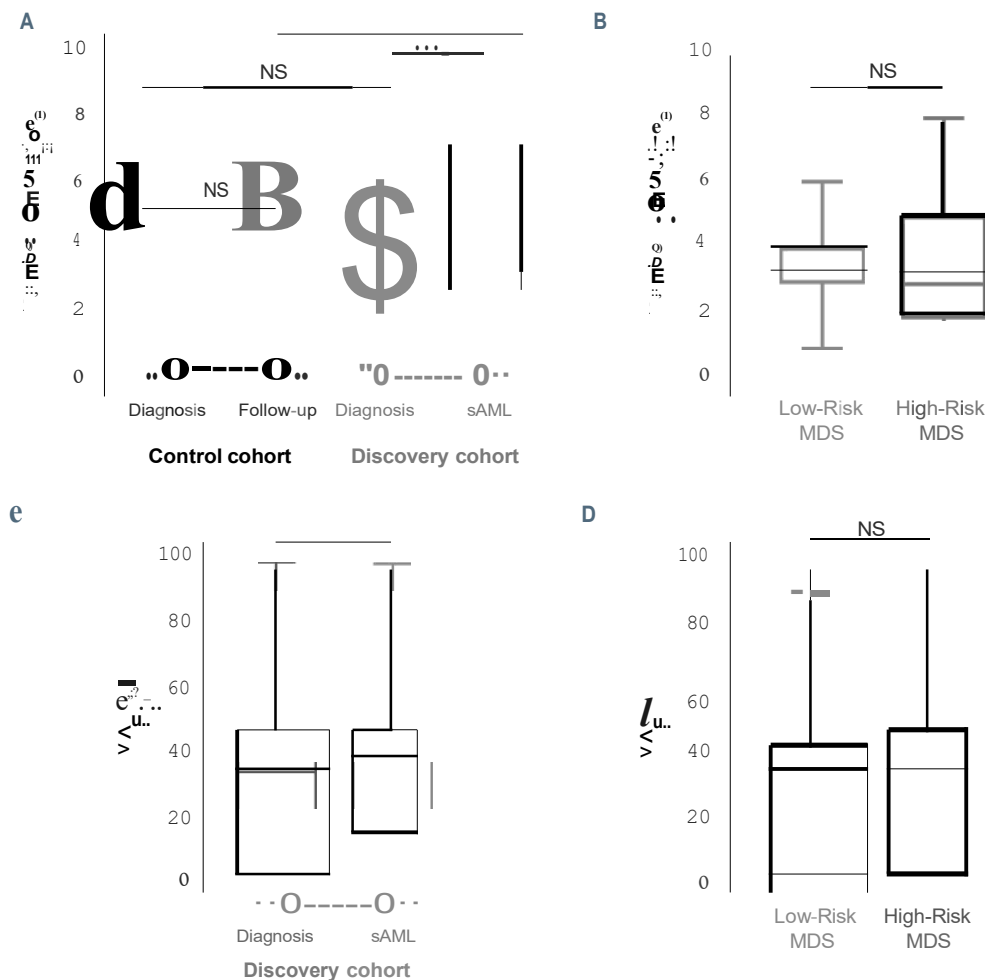 A
10
NS
8
6
d
NS
B
$
4
2
0
Diagnosis Follow-up Diagnosis sAML
Control cohort Discovery cohort
B
10
NS
8
6
4
2
0
Low-Risk High-Risk
MDS MDS
e
100
80
60
40
20
0
Diagnosis sAML
Discovery cohort
D
NS
100
80
60
40
20
0
Low-Risk High-Risk
MDS MDS